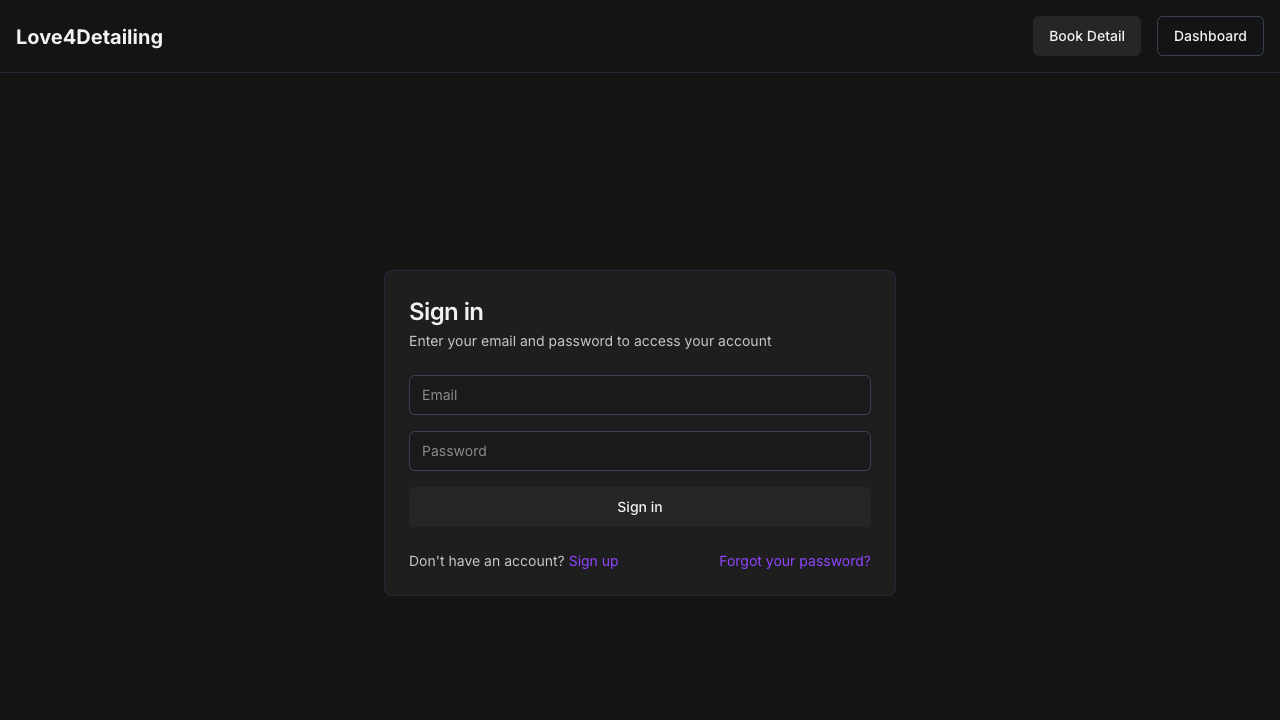 Love4Detailing
Book Detail
Dashboard
Sign in
Enter your email and password to access your account
Email
Password
Sign in
Don't have an account? Sign up
Forgot your password?